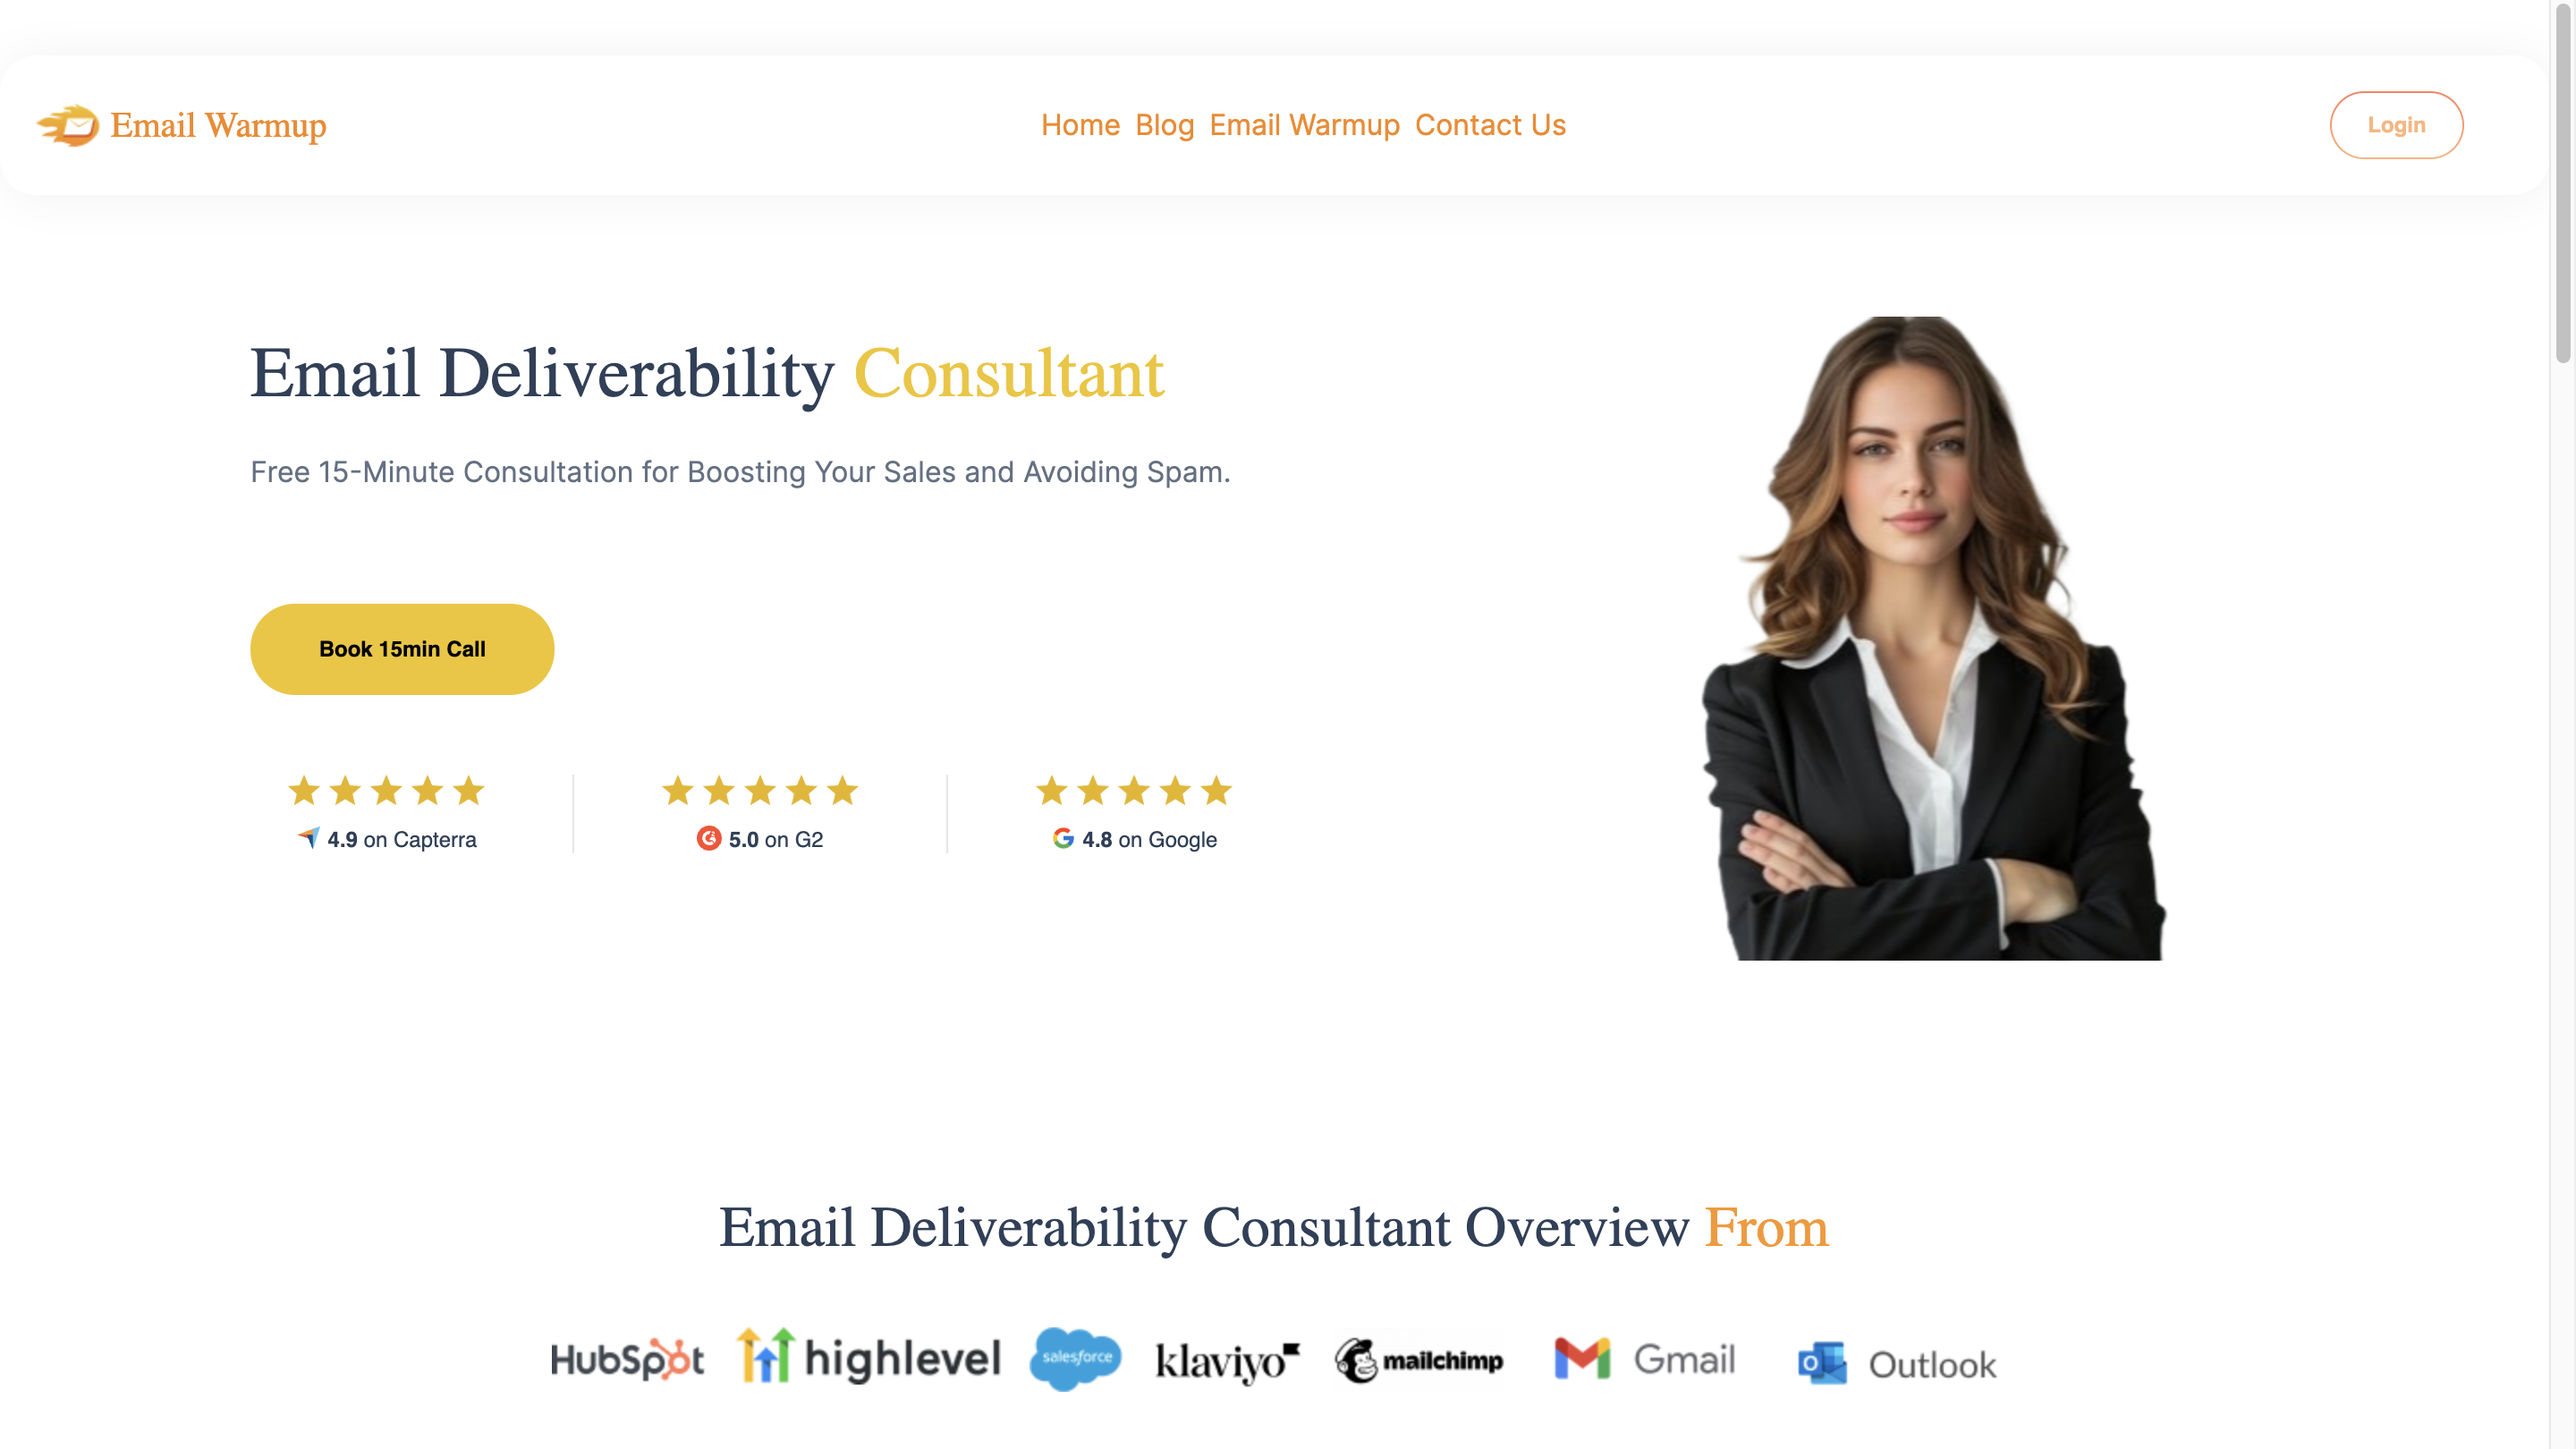 Email Warmup
Home Blog Email Warmup Contact Us
Login
Email Deliverability Consultant
Free 15-Minute Consultation for Boosting Your Sales and Avoiding Spam.
Book 15min Call
4.9 on Capterra
5.0 on G2
4.8 on Google
Email Deliverability Consultant Overview From
HubSpot highlevel salesforce klaviyo mailchimp Gmail Outlook